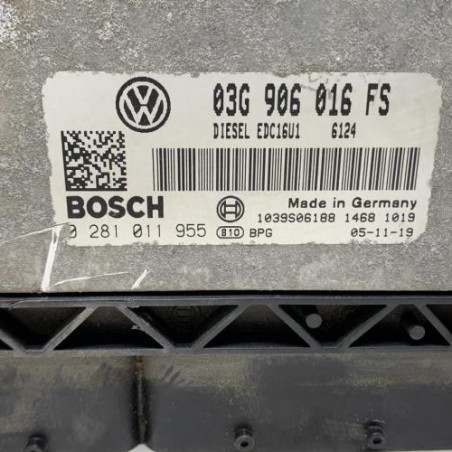 03G 906 016 FS
DIESEL EDC16U1 6124
BOSCH
Made in Germany
1039S06188 1468 1019
0 281 011 955 810 BPG 05-11-19